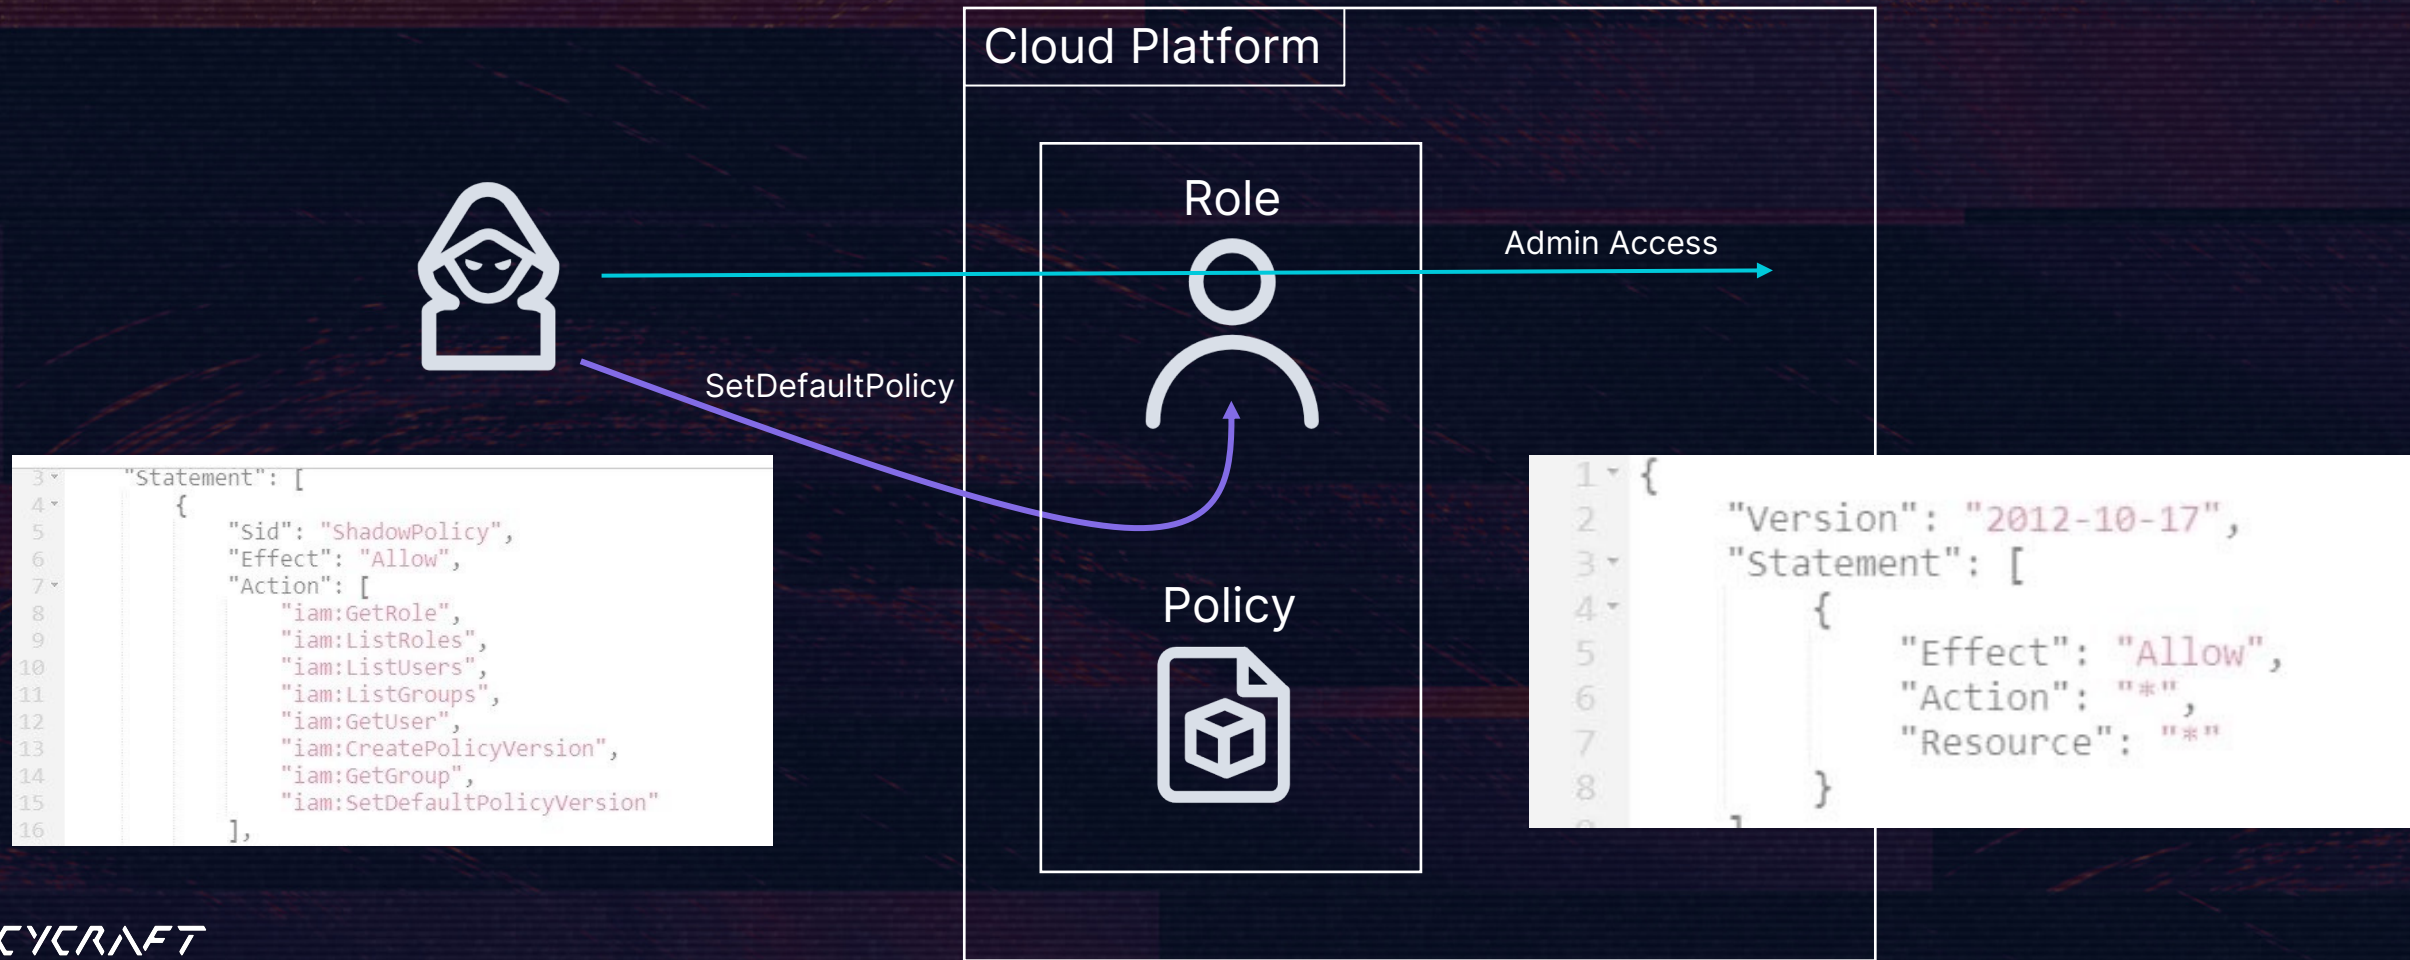 Cloud Platform
Role
Admin Access
SetDefaultPolicy
Policy
3 "Statement": [
4 {
5 "Sid": "ShadowPolicy",
6 "Effect": "Allow",
7 "Action": [
8 "iam:GetRole",
9 "iam:ListRoles",
10 "iam:ListUsers",
11 "iam:ListGroups",
12 "iam:GetUser",
13 "iam:CreatePolicyVersion",
14 "iam:GetGroup",
15 "iam:SetDefaultPolicyVersion"
16 ],
1 {
2 "Version": "2012-10-17",
3 "Statement": [
4 {
5 "Effect": "Allow",
6 "Action": "*",
7 "Resource": "*"
8 }
CYCRAFT